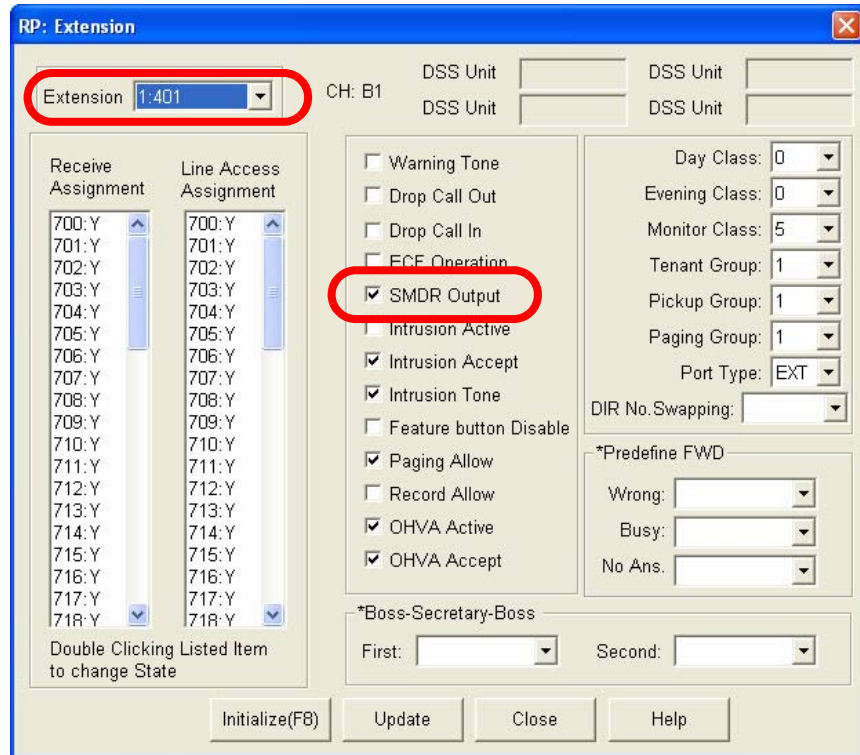 RP: Extension
Extension 1:401
CH: B1
DSS Unit
DSS Unit
DSS Unit
DSS Unit
Receive Assignment
Line Access Assignment
700:Y
701:Y
702:Y
703:Y
704:Y
705:Y
706:Y
707:Y
708:Y
709:Y
710:Y
711:Y
712:Y
713:Y
714:Y
715:Y
716:Y
717:Y
718:Y
700:Y
701:Y
702:Y
703:Y
704:Y
705:Y
706:Y
707:Y
708:Y
709:Y
710:Y
711:Y
712:Y
713:Y
714:Y
715:Y
716:Y
717:Y
718:Y
Double Clicking Listed Item
to change State
Warning Tone
Drop Call Out
Drop Call In
ECF Operation
SMDR Output
Intrusion Active
Intrusion Accept
Intrusion Tone
Feature button Disable
Paging Allow
Record Allow
OHVA Active
OHVA Accept
Day Class: 0
Evening Class: 0
Monitor Class: 5
Tenant Group: 1
Pickup Group: 1
Paging Group: 1
Port Type: EXT
DIR No.Swapping:
*Predefine FWD
Wrong:
Busy:
No Ans.
*Boss-Secretary-Boss
First:
Second:
Initialize(F8)
Update
Close
Help